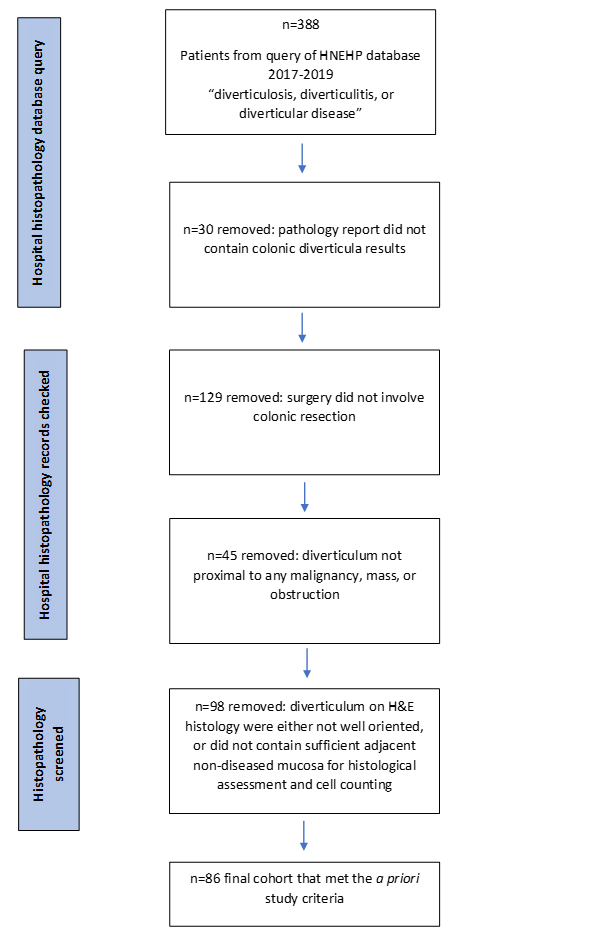 n=388
Patients from query of HNEHP database
2017-2019
“diverticulosis, diverticulitis, or
diverticular disease”
Hospital histopathology database query
n=30 removed: pathology report did not
contain colonic diverticula results
Hospital histopathology records checked
n=129 removed: surgery did not involve
colonic resection
n=45 removed: diverticulum not
proximal to any malignancy, mass, or
obstruction
Histopathology
screened
n=98 removed: diverticulum on H&E
histology were either not well oriented,
or did not contain sufficient adjacent
non-diseased mucosa for histological
assessment and cell counting
n=86 final cohort that met the a priori
study criteria